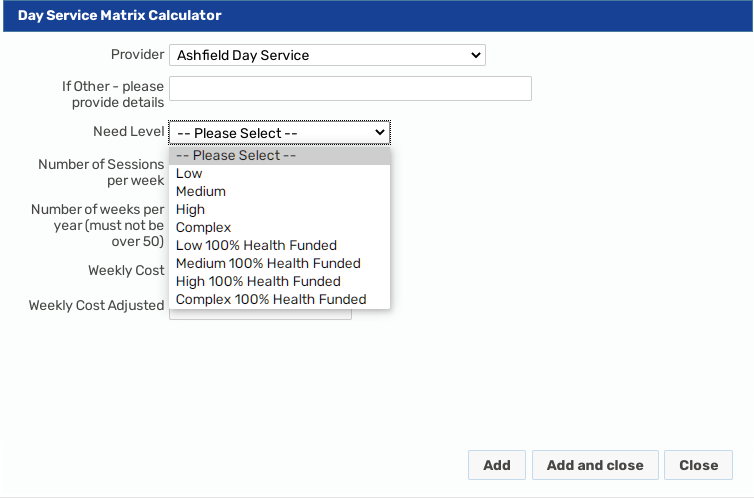 Day Service Matrix Calculator
Provider
Ashfield Day Service
If Other - please
provide details
Need Level
-- Please Select --
-- Please Select --
Low
Medium
High
Complex
Low 100% Health Funded
Medium 100% Health Funded
High 100% Health Funded
Complex 100% Health Funded
Number of Sessions
per week
Number of weeks per
year (must not be
over 50)
Weekly Cost
Weekly Cost Adjusted
Add
Add and close
Close